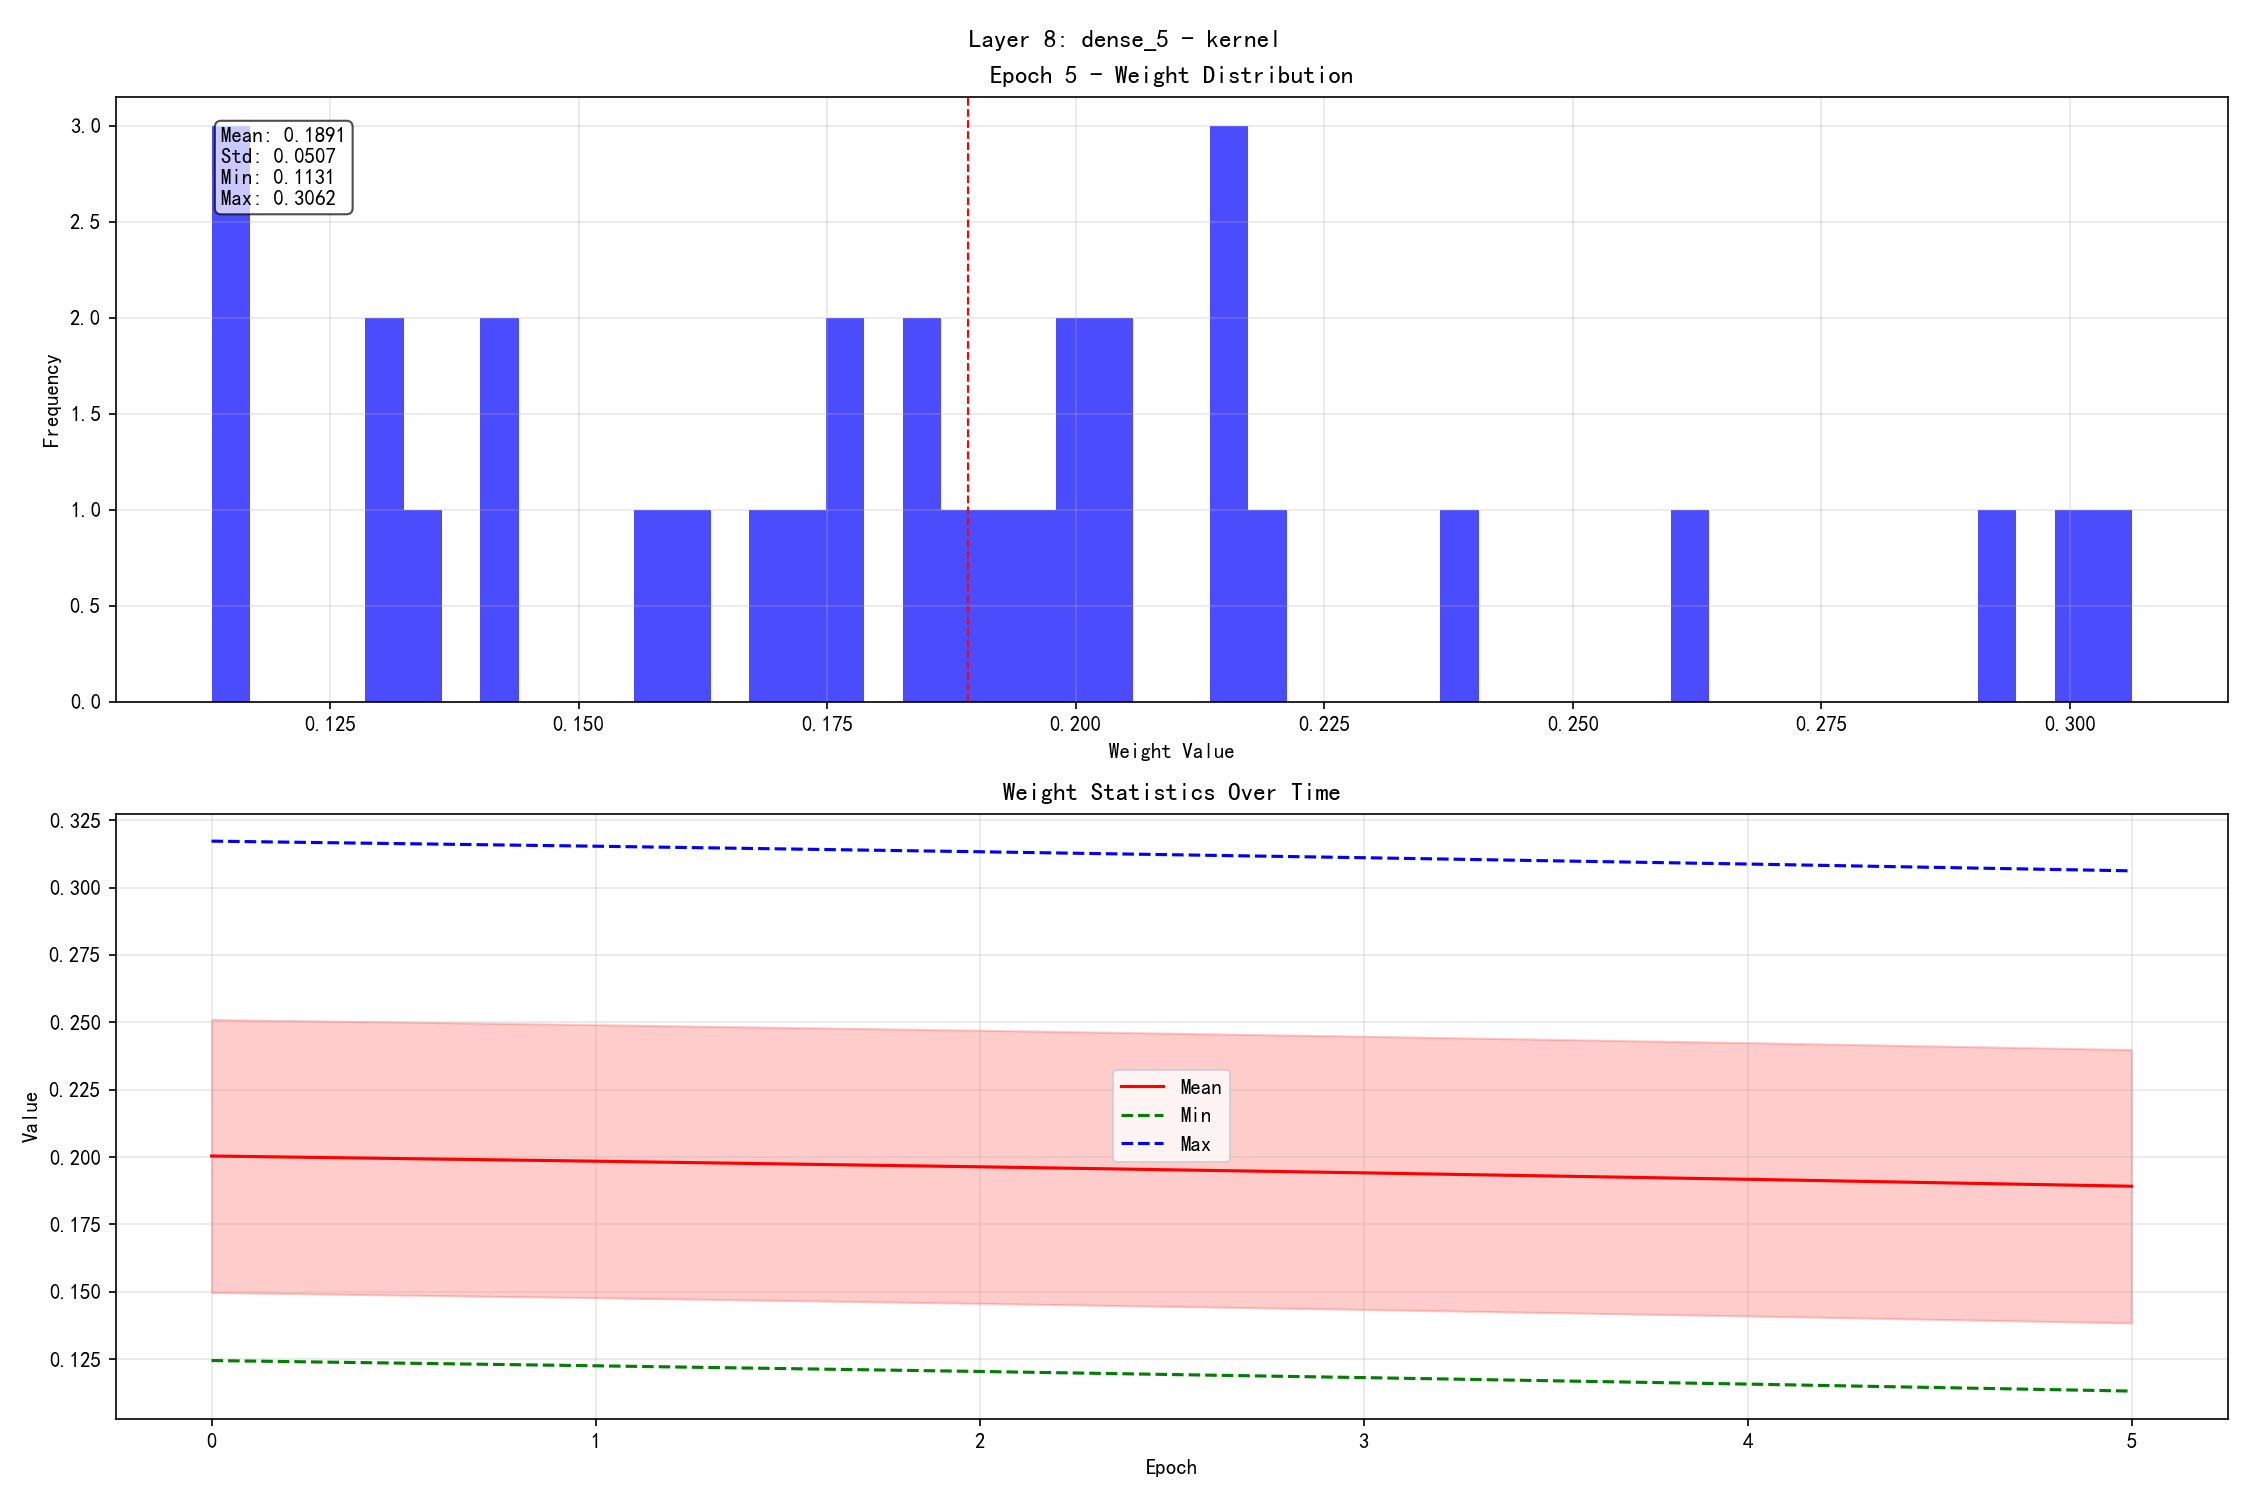 Layer 8: dense_5 - kernel
Epoch 5 - Weight Distribution
Mean: 0.1891
Std: 0.0507
Min: 0.1131
Max: 0.3062
3.0
2.5
2.0
1.5
1.0
0.5
0.0
Frequency
0.125 0.150 0.175 0.200 0.225 0.250 0.275 0.300
Weight Value
Weight Statistics Over Time
0.325
0.300
0.275
0.250
0.225
0.200
0.175
0.150
0.125
Value
Mean
Min
Max
0 1 2 3 4 5
Epoch